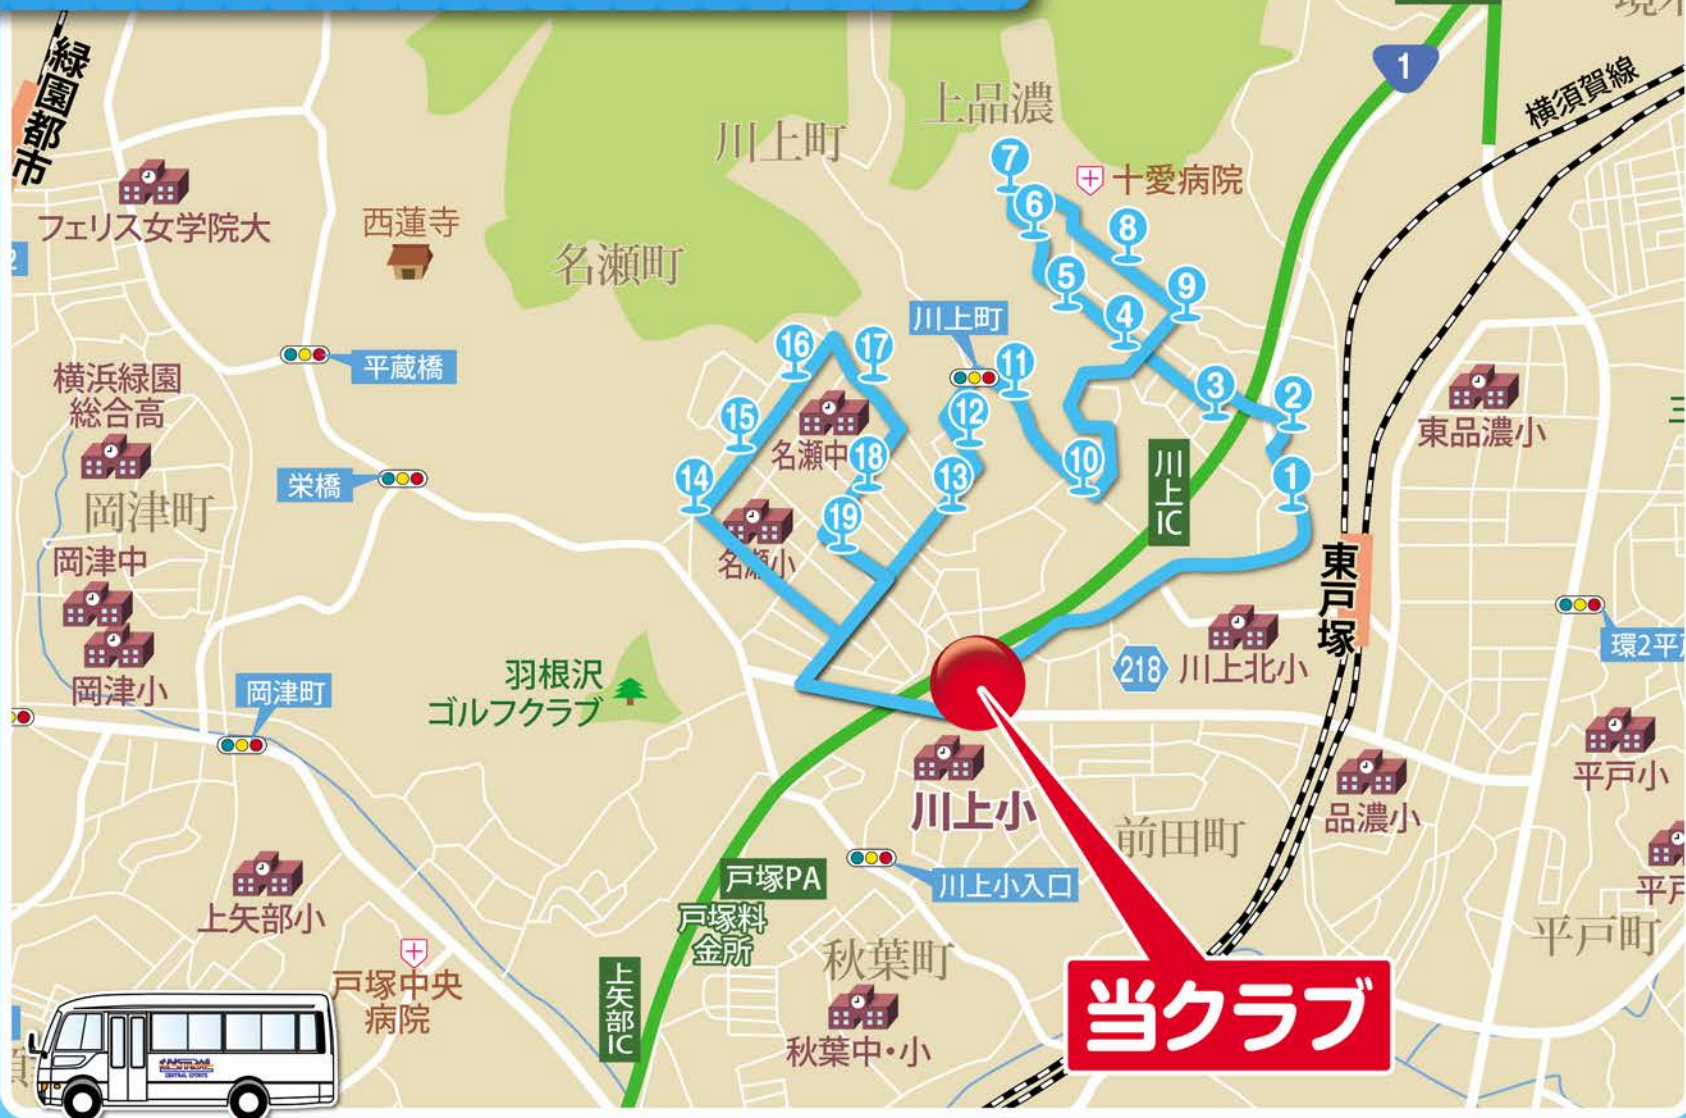 緑園都市
フェリス女学院大
西蓮寺
川上町
上品濃
十愛病院
1
横須賀線
名瀬町
7
6
8
5
9
4
川上町
16
17
11
3
2
平蔵橋
横浜緑園
総合高
15
12
名瀬中
18
10
1
14
13
川上IC
東品濃小
栄橋
岡津町
19
名瀬小
岡津中
東戸塚
環2平戸
岡津小
岡津町
羽根沢
ゴルフクラブ
218
川上北小
川上小
平戸小
品濃小
前田町
戸塚PA
川上小入口
戸塚料
金所
上矢部小
秋葉町
平戸町
戸塚中央
病院
上矢部IC
秋葉中・小
当クラブ
CENTRAL SPORTS